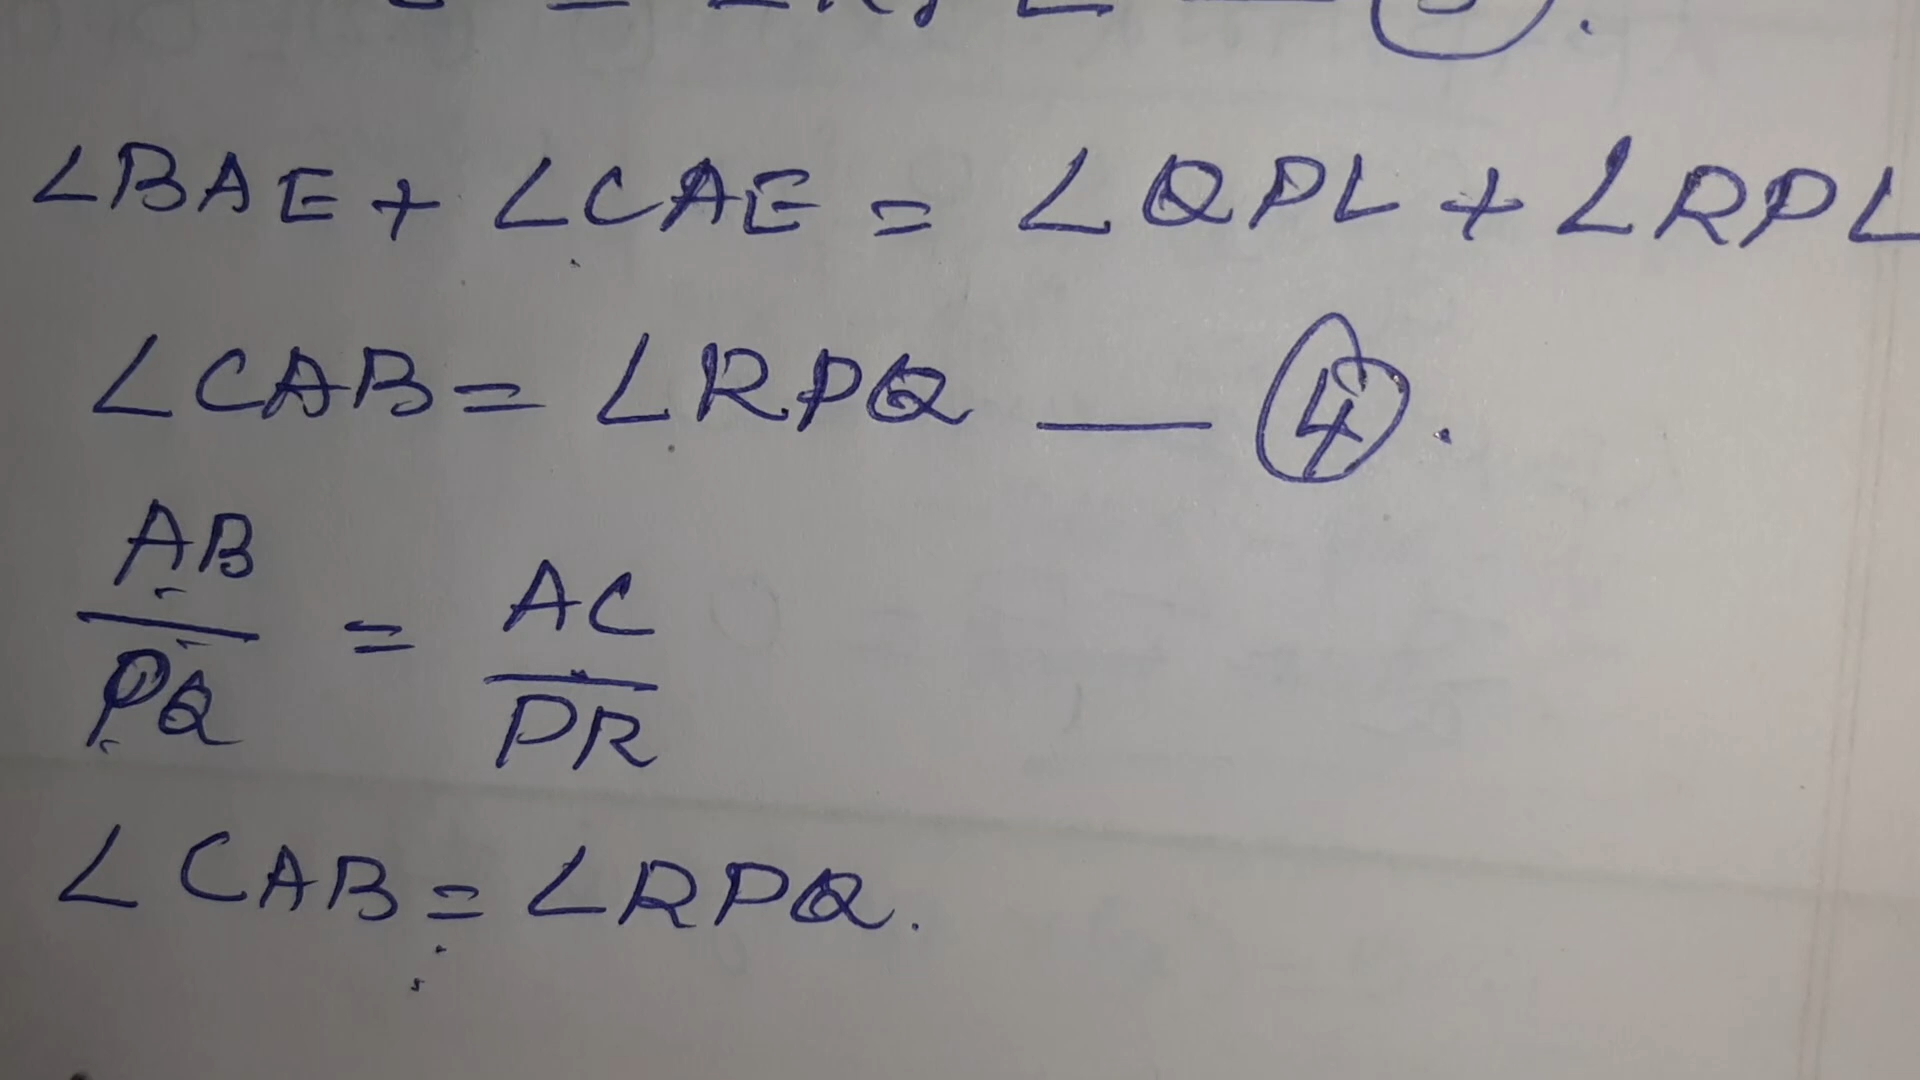 ∠BAE + ∠CAE = ∠QPL + ∠RPL
∠CAB = ∠RPQ — ④.
AB/PQ = AC/PR
∠CAB = ∠RPQ.